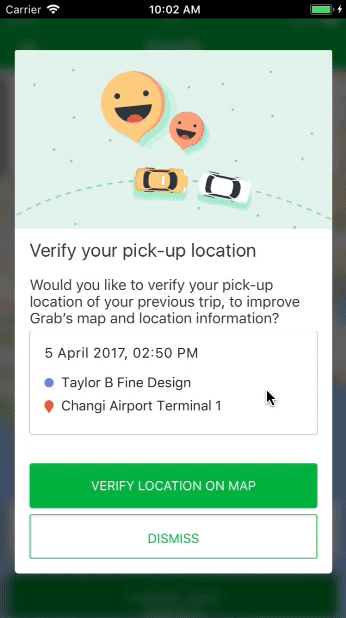 Carrier
10:02 AM
Verify your pick-up location
Would you like to verify your pick-up
location of your previous trip, to improve
Grab's map and location information?
5 April 2017, 02:50 PM
Taylor B Fine Design
Changi Airport Terminal 1
VERIFY LOCATION ON MAP
DISMISS